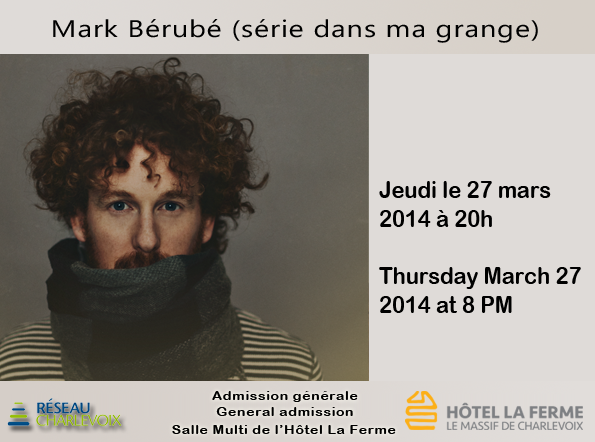 Mark Bérubé (série dans ma grange)
Jeudi le 27 mars
2014 à 20h
Thursday March 27
2014 at 8 PM
RÉSEAU
CHARLEVOIX
Admission générale
General admission
Salle Multi de l'Hôtel La Ferme
HÔTEL LA FERME
LE MASSIF DE CHARLEVOIX